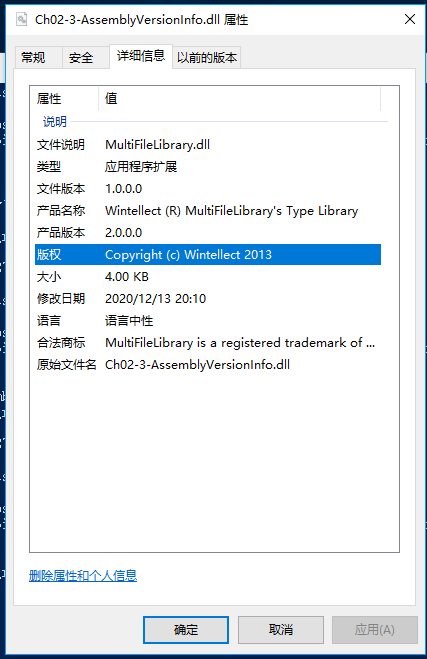 Ch02-3-AssemblyVersionInfo.dll 属性
常规 安全 详细信息 以前的版本
属性 值
说明
文件说明 MultiFileLibrary.dll
类型 应用程序扩展
文件版本 1.0.0.0
产品名称 Wintellect (R) MultiFileLibrary's Type Library
产品版本 2.0.0.0
版权 Copyright (c) Wintellect 2013
大小 4.00 KB
修改日期 2020/12/13 20:10
语言 语言中性
合法商标 MultiFileLibrary is a registered trademark of ...
原始文件名 Ch02-3-AssemblyVersionInfo.dll
删除属性和个人信息
确定 取消 应用(A)